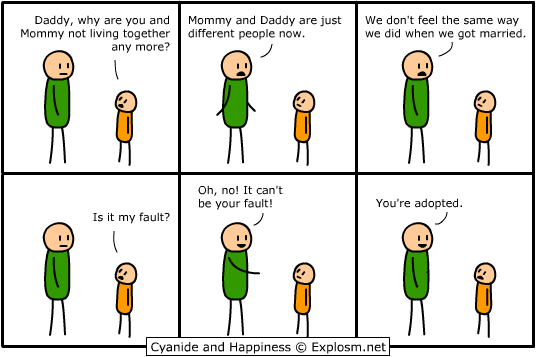 Daddy, why are you and
Mommy not living together
any more?
Mommy and Daddy are just
different people now.
We don't feel the same way
we did when we got married.
Is it my fault?
Oh, no! It can't
be your fault!
You're adopted.
Cyanide and Happiness © Explosm.net